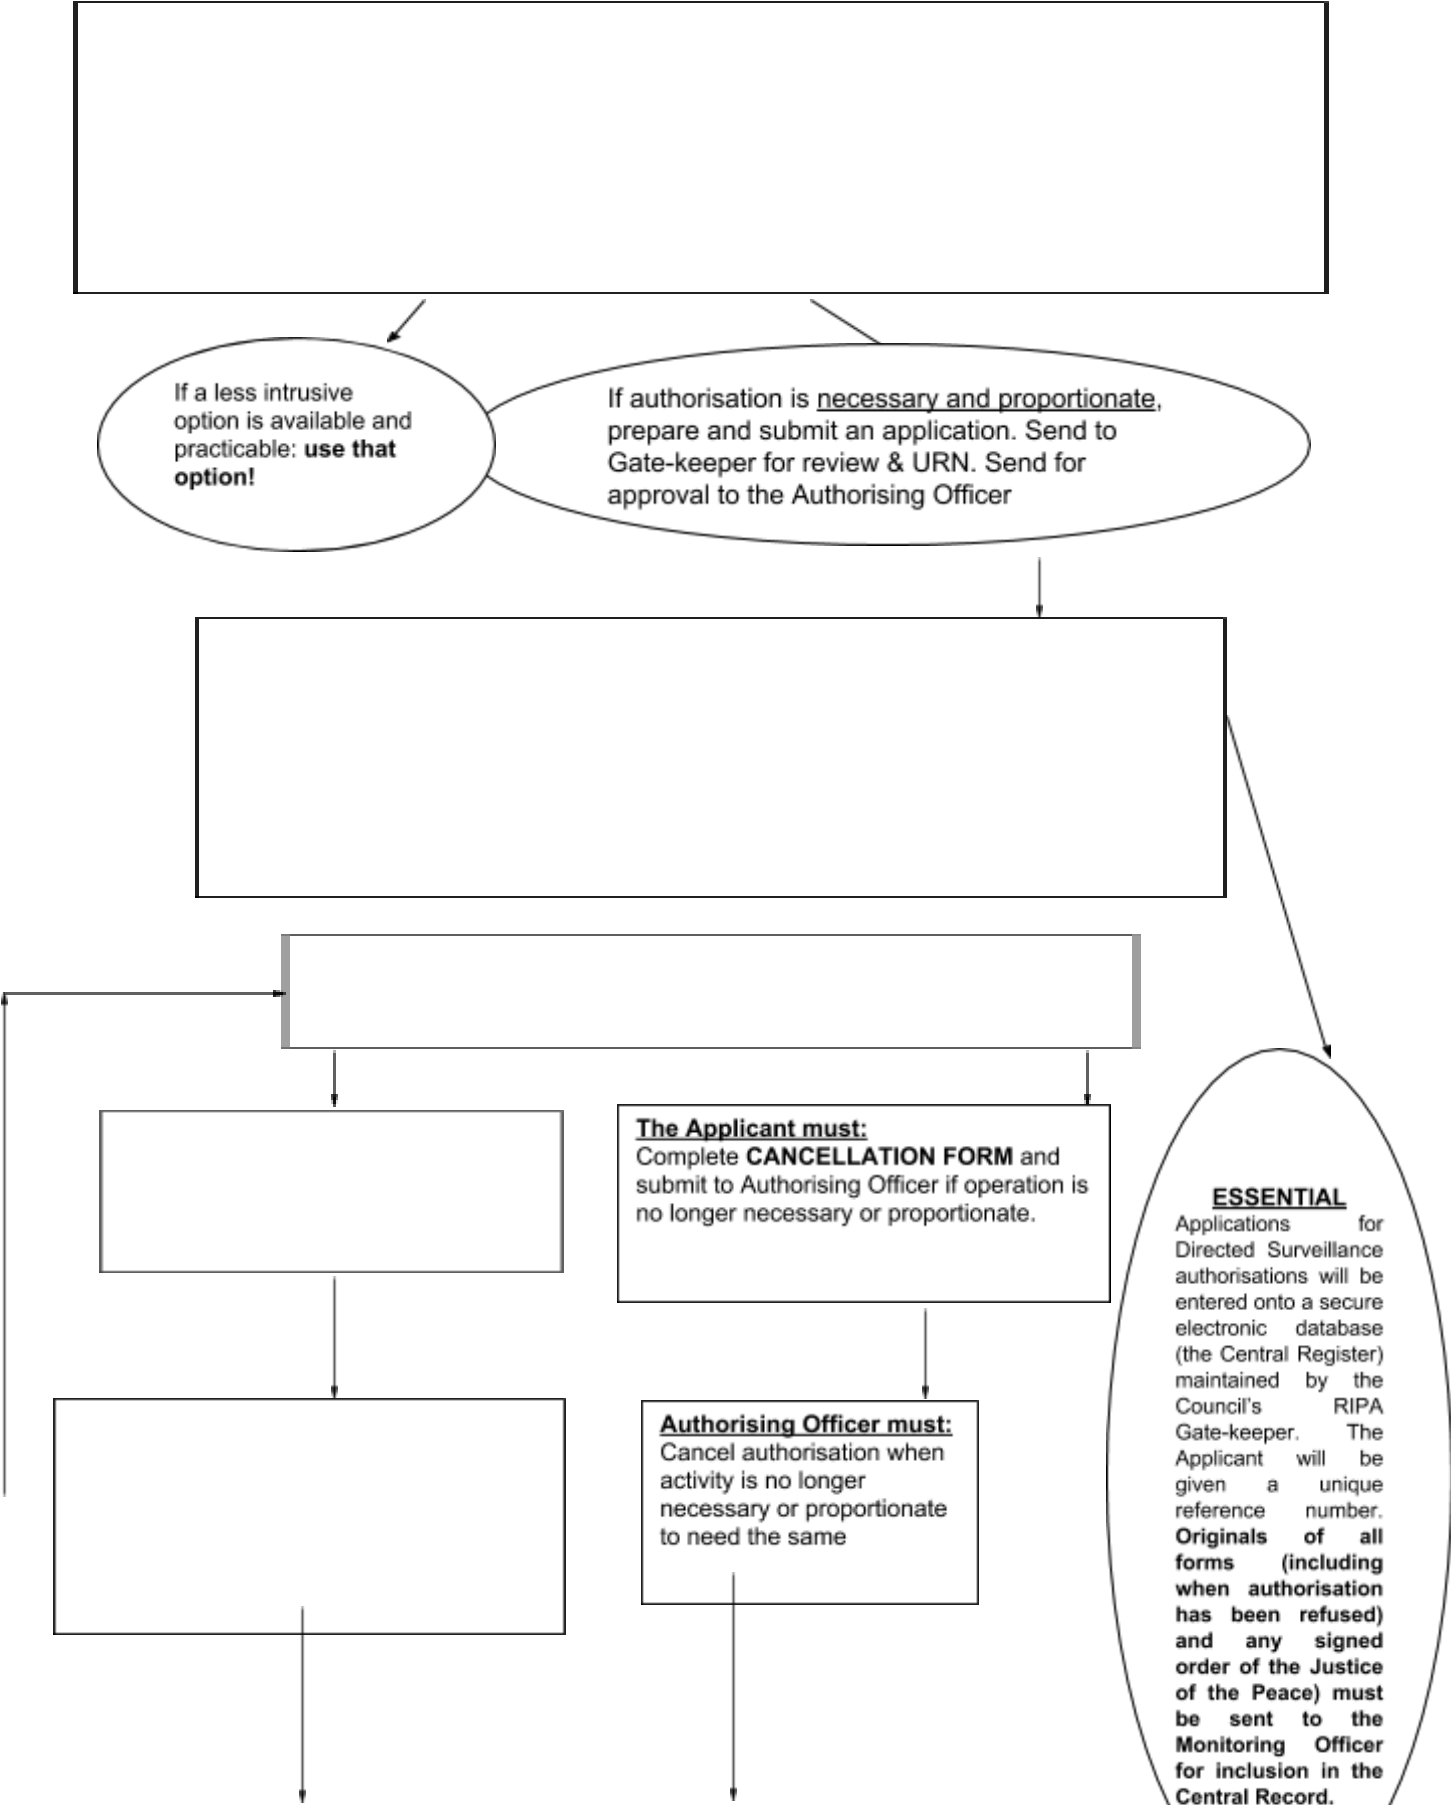 If a less intrusive
option is available and
practicable: use that
option!
If authorisation is necessary and proportionate,
prepare and submit an application. Send to
Gate-keeper for review & URN. Send for
approval to the Authorising Officer
The Applicant must:
Complete CANCELLATION FORM and
submit to Authorising Officer if operation is
no longer necessary or proportionate.
Authorising Officer must:
Cancel authorisation when
activity is no longer
necessary or proportionate
to need the same
ESSENTIAL
Applications for
Directed Surveillance
authorisations will be
entered onto a secure
electronic database
(the Central Register)
maintained by the
Council's RIPA
Gate-keeper. The
Applicant will be
given a unique
reference number.
Originals of all
forms (including
when authorisation
has been refused)
and any signed
order of the Justice
of the Peace) must
be sent to the
Monitoring Officer
for inclusion in the
Central Record.